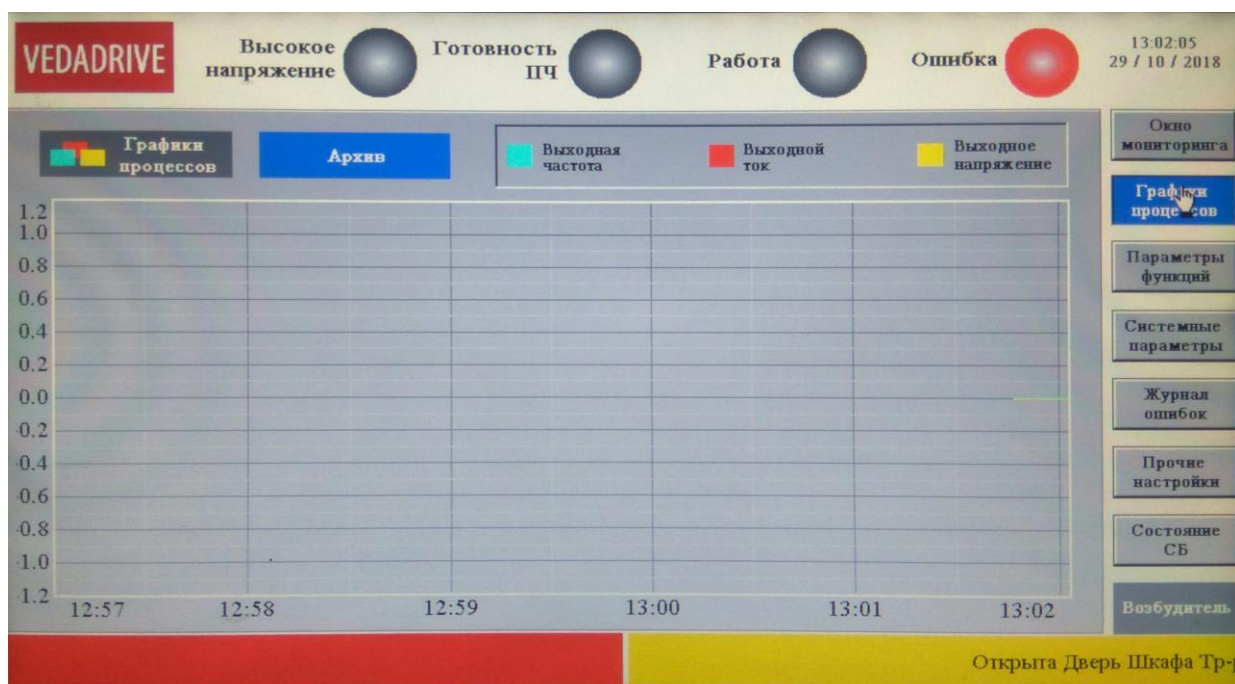 VEDADRIVE
Высокое
напряжение
Готовность
ПЧ
Работа
Ошибка
13:02:05
29 / 10 / 2018
Графики
процессов
Архив
Выходная
частота
Выходной
ток
Выходное
напряжение
Окно
мониторинга
Графики
процессов
Параметры
функций
Системные
параметры
Журнал
ошибок
Прочие
настройки
Состояние
СБ
Возбудитель
1.2
1.0
0.8
0.6
0.4
0.2
0.0
-0.2
-0.4
-0.6
-0.8
-1.0
-1.2
12:57 12:58 12:59 13:00 13:01 13:02
Открыта Дверь Шкафа Тр-